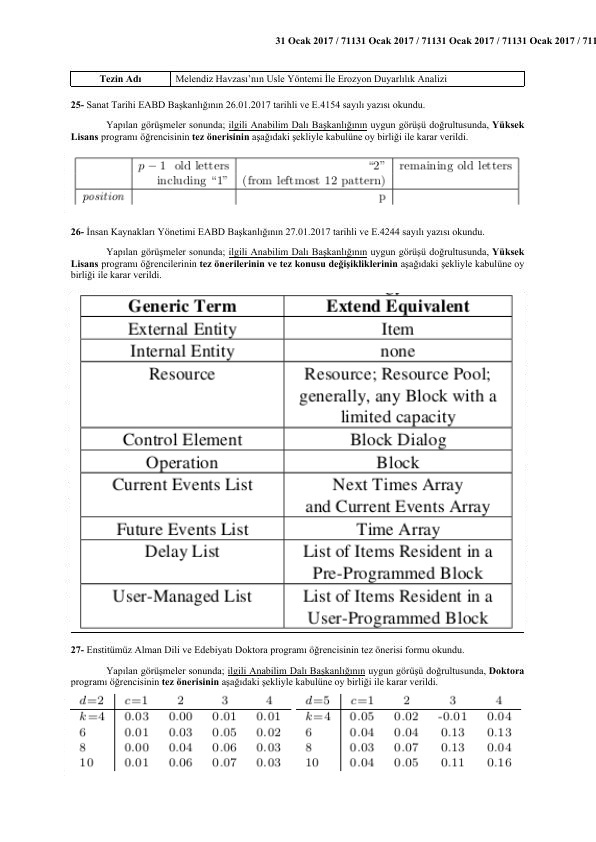 31 Ocak 2017 / 71131 Ocak 2017 / 71131 Ocak 2017 / 71131 Ocak 2017 / 711
Tezin Adı Melendiz Havzası’nın Usle Yöntemi İle Erozyon Duyarlılık Analizi
25- Sanat Tarihi EABD Başkanlığının 26.01.2017 tarihli ve E.4154 sayılı yazısı okundu.
Yapılan görüşmeler sonunda; ilgili Anabilim Dalı Başkanlığının uygun görüşü doğrultusunda, Yüksek
Lisans programı öğrencisinin tez önerisinin aşağıdaki şekliyle kabulüne oy birliği ile karar verildi.
p − 1 old letters “2” remaining old letters
including “1” (from leftmost 12 pattern)
position p
26- İnsan Kaynakları Yönetimi EABD Başkanlığının 27.01.2017 tarihli ve E.4244 sayılı yazısı okundu.
Yapılan görüşmeler sonunda; ilgili Anabilim Dalı Başkanlığının uygun görüşü doğrultusunda, Yüksek
Lisans programı öğrencilerinin tez önerilerinin ve tez konusu değişikliklerinin aşağıdaki şekliyle kabulüne oy
birliği ile karar verildi.
Generic Term Extend Equivalent
External Entity Item
Internal Entity none
Resource Resource; Resource Pool;
generally, any Block with a
limited capacity
Control Element Block Dialog
Operation Block
Current Events List Next Times Array
and Current Events Array
Future Events List Time Array
Delay List List of Items Resident in a
Pre-Programmed Block
User-Managed List List of Items Resident in a
User-Programmed Block
27- Enstitümüz Alman Dili ve Edebiyatı Doktora programı öğrencisinin tez önerisi formu okundu.
Yapılan görüşmeler sonunda; ilgili Anabilim Dalı Başkanlığının uygun görüşü doğrultusunda, Doktora
programı öğrencisinin tez önerisinin aşağıdaki şekliyle kabulüne oy birliği ile karar verildi.
d=2 c=1 2 3 4 d=5 c=1 2 3 4
k=4 0.03 0.00 0.01 0.01 k=4 0.05 0.02 -0.01 0.04
6 0.01 0.03 0.05 0.02 6 0.04 0.04 0.13 0.13
8 0.00 0.04 0.06 0.03 8 0.03 0.07 0.13 0.04
10 0.01 0.06 0.07 0.03 10 0.04 0.05 0.11 0.16